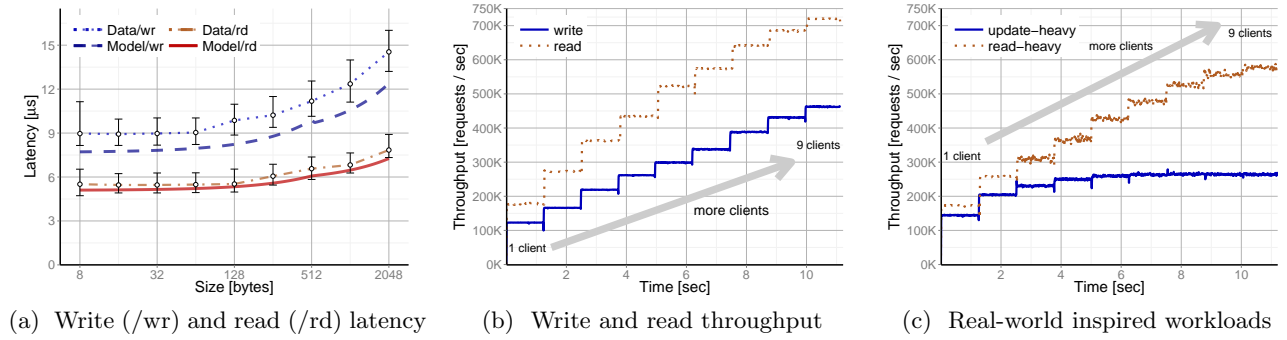 15
12
9
6
3
0
Latency [µs]
Data/wr
Model/wr
Data/rd
Model/rd
8
32
128
512
2048
Size [bytes]
(a) Write (/wr) and read (/rd) latency
750K
700K
600K
500K
400K
300K
200K
100K
0K
Throughput [requests / sec]
write
read
9 clients
more clients
1 client
2
4
6
8
10
Time [sec]
(b) Write and read throughput
750K
700K
600K
500K
400K
300K
200K
100K
0K
Throughput [requests / sec]
update−heavy
read−heavy
more clients
9 clients
1 client
2
4
6
8
10
Time [sec]
(c) Real-world inspired workloads